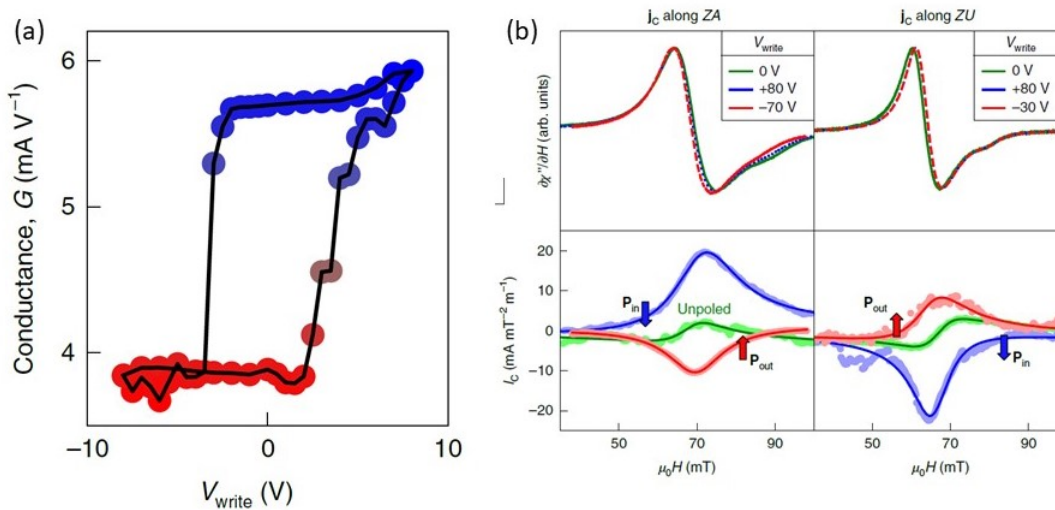 (a)
Conductance, G (mA V⁻¹)
6
5
4
−10
0
10
V_write (V)
(b)
j_C along ZA
j_C along ZU
∂χ''/∂H (arb. units)
V_write
0 V
+80 V
−70 V
V_write
0 V
+80 V
−30 V
I_C (mA mT⁻² m⁻¹)
20
10
0
−10
−20
P_in
Unpoled
P_out
P_out
P_in
50
70
90
50
70
90
μ₀H (mT)
μ₀H (mT)